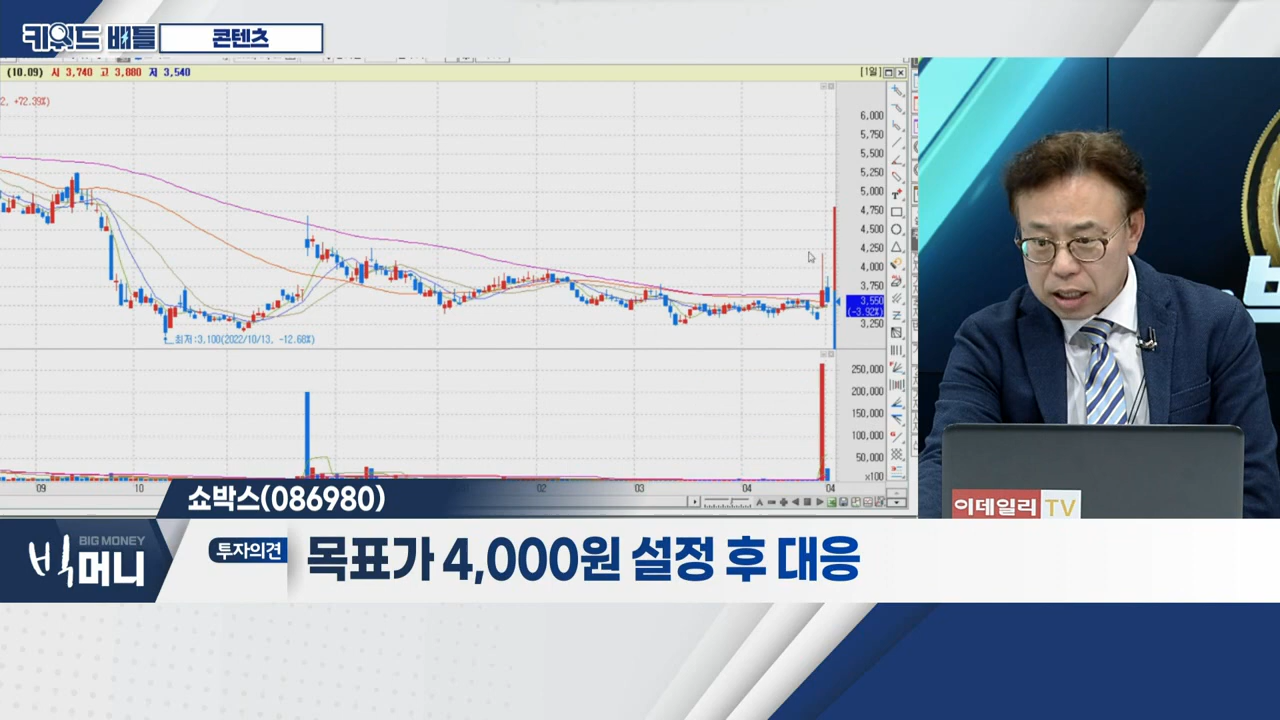 키워드 배틀
콘텐츠
(10.09) 시 3,740 고 3,880 저 3,540
[1일]
2, +72.39%)
6,000
5,750
5,500
5,250
5,000
4,750
4,500
4,250
4,000
3,750
3,550
(-3.92%)
3,250
최저:3,100(2022/10/13, -12.68%)
250,000
200,000
150,000
100,000
50,000
×100
09
10
02
03
04
04
쇼박스(086980)
이데일리 TV
BIG MONEY
빅머니
투자의견
목표가 4,000원 설정 후 대응